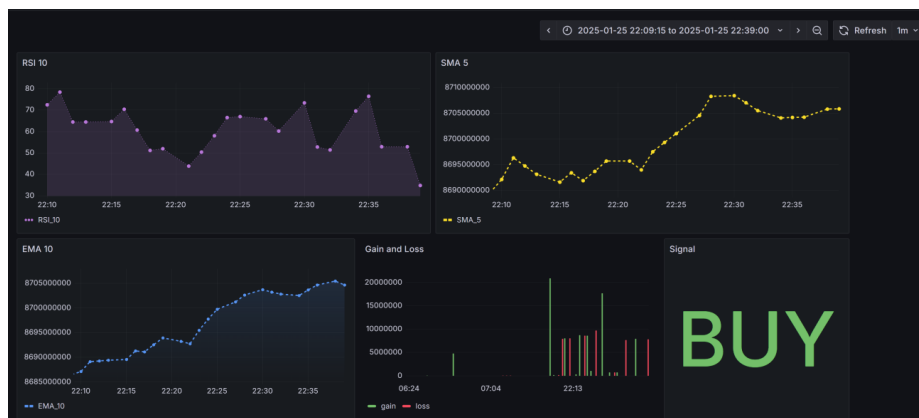 2025-01-25 22:09:15 to 2025-01-25 22:39:00
Refresh 1m
RSI 10
80
70
60
50
40
30
22:10 22:15 22:20 22:25 22:30 22:35
RSI_10
SMA 5
8710000000
8705000000
8700000000
8695000000
8690000000
22:10 22:15 22:20 22:25 22:30 22:35
SMA_5
EMA 10
8705000000
8700000000
8695000000
8690000000
8685000000
22:10 22:15 22:20 22:25 22:30 22:35
EMA_10
Gain and Loss
20000000
15000000
10000000
5000000
0
06:24 07:04 22:13
gain loss
Signal
BUY